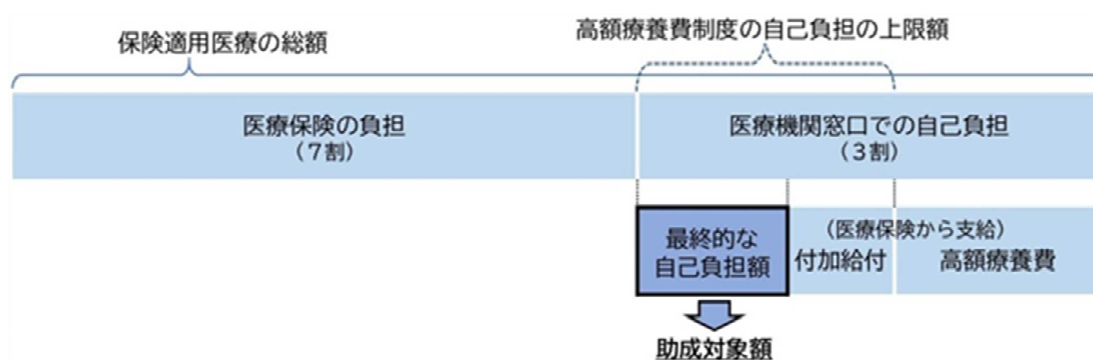 高額療養費制度の自己負担の上限額
保険適用医療の総額
医療保険の負担
(7割)
医療機関窓口での自己負担
(3割)
最終的な
自己負担額
(医療保険から支給)
付加給付
高額療養費
助成対象額